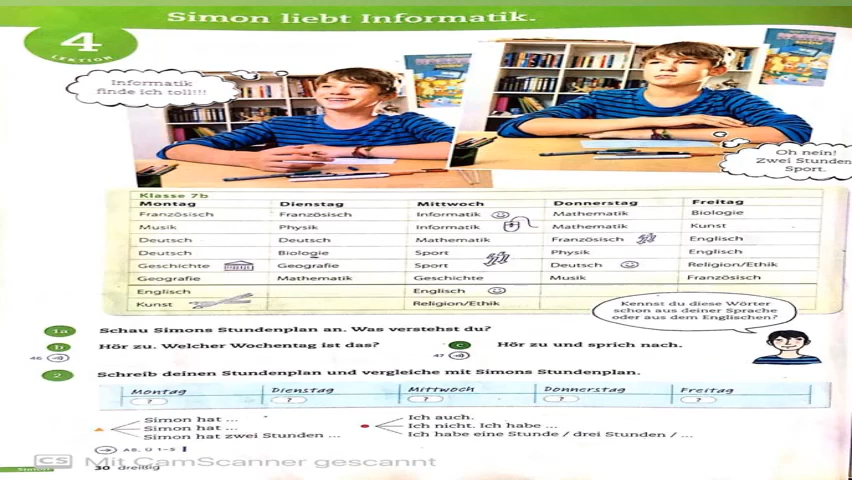 Simon liebt Informatik.
4
LEKTION
Informatik
finde ich toll!!!
Oh nein!
Zwei Stunden
Sport.
Klasse 7b
Montag Dienstag Mittwoch Donnerstag Freitag
Französisch Französisch Informatik Mathematik Biologie
Musik Physik Informatik Mathematik Kunst
Deutsch Deutsch Mathematik Französisch Englisch
Deutsch Biologie Sport Physik Englisch
Geschichte Geografie Sport Deutsch Religion/Ethik
Geografie Mathematik Geschichte Musik Französisch
Englisch Englisch
Kunst Religion/Ethik
Kennst du diese Wörter
schon aus deiner Sprache
oder aus dem Englischen?
1a Schau Simons Stundenplan an. Was verstehst du?
b Hör zu. Welcher Wochentag ist das?
46
c Hör zu und sprich nach.
47
2 Schreib deinen Stundenplan und vergleiche mit Simons Stundenplan.
Montag Dienstag Mittwoch Donnerstag Freitag
? ? ? ? ?
Simon hat ...
Simon hat ...
Simon hat zwei Stunden ...
Ich auch.
Ich nicht. Ich habe ...
Ich habe eine Stunde / drei Stunden / ...
AB, Ü 1–5
CS Mit CamScanner gescannt
30 dreißig